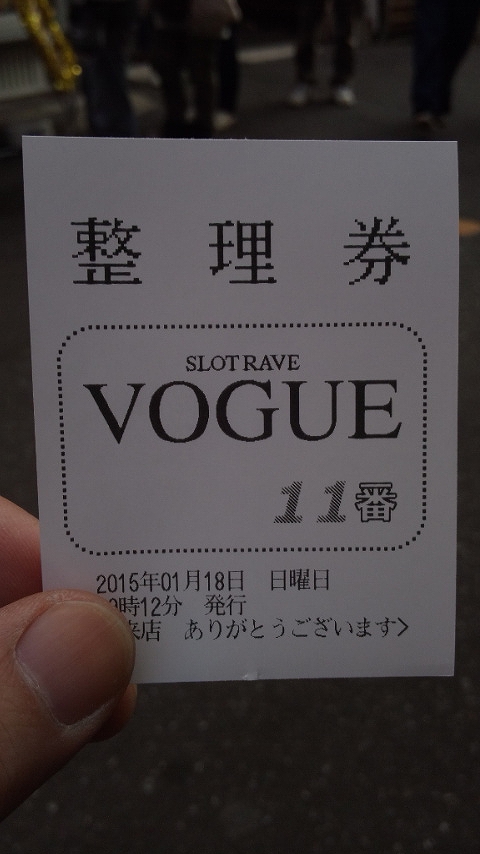 整理券
SLOT RAVE
VOGUE
11番
2015年01月18日 日曜日
時12分 発行
来店 ありがとうございます>